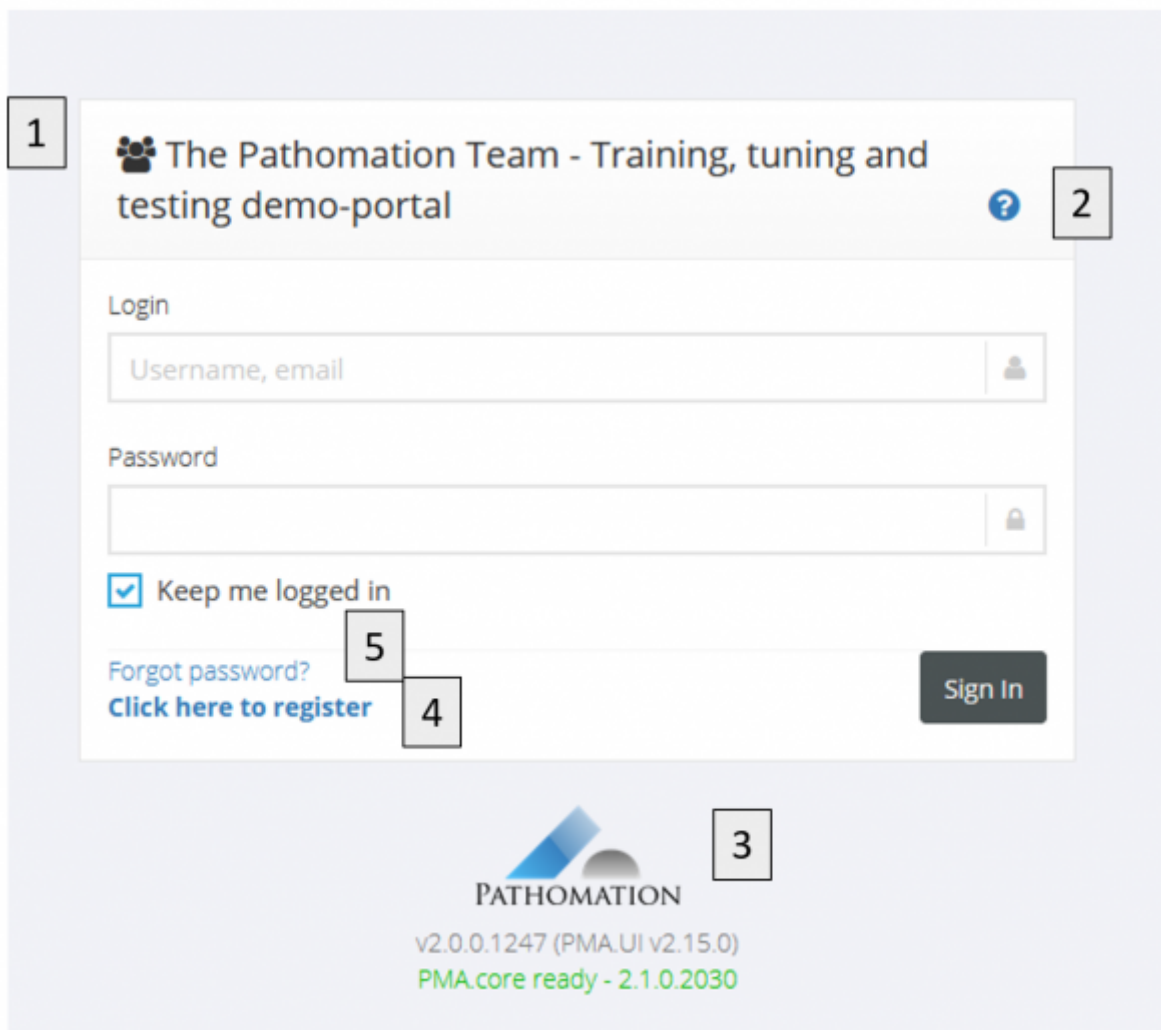 1
The Pathomation Team - Training, tuning and
testing demo-portal
? 2
Login
Username, email
Password
Keep me logged in
5
Forgot password?
Click here to register
4
Sign In
3
PATHOMATION
v2.0.0.1247 (PMA.UI v2.15.0)
PMA.core ready - 2.1.0.2030